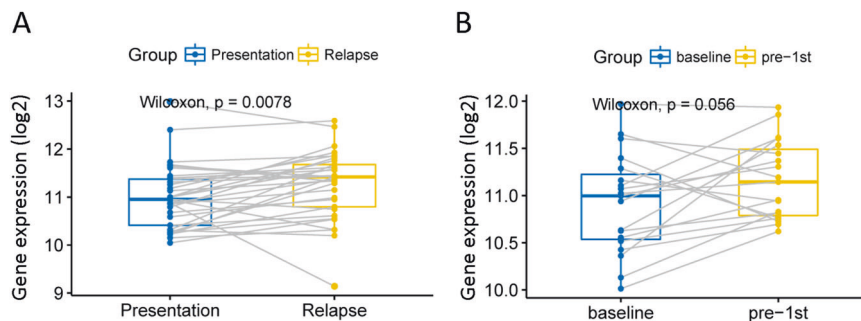 A
Group Presentation Relapse
Wilcoxon, p = 0.0078
Gene expression (log2)
13
12
11
10
9
Presentation Relapse
B
Group baseline pre-1st
Wilcoxon, p = 0.056
Gene expression (log2)
12.0
11.5
11.0
10.5
10.0
baseline pre-1st